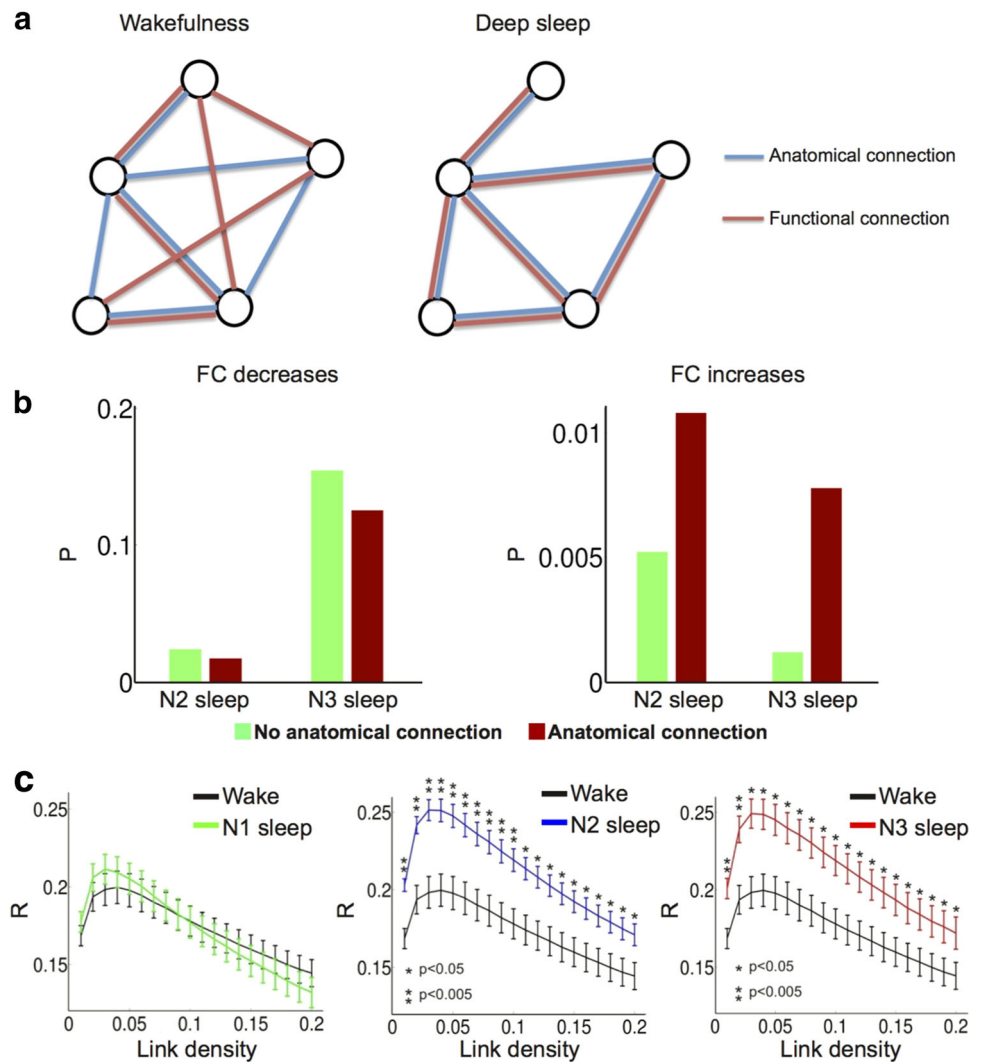 a
Wakefulness
Deep sleep
Anatomical connection
Functional connection
b
FC decreases
FC increases
0.2
0.1
0
P
N2 sleep
N3 sleep
0.01
0.005
0
P
N2 sleep
N3 sleep
No anatomical connection
Anatomical connection
c
0.25
0.2
0.15
R
Wake
N1 sleep
0
0.05
0.1
0.15
0.2
Link density
0.25
0.2
0.15
R
Wake
N2 sleep
* p<0.05
** p<0.005
0
0.05
0.1
0.15
0.2
Link density
0.25
0.2
0.15
R
Wake
N3 sleep
* p<0.05
** p<0.005
0
0.05
0.1
0.15
0.2
Link density